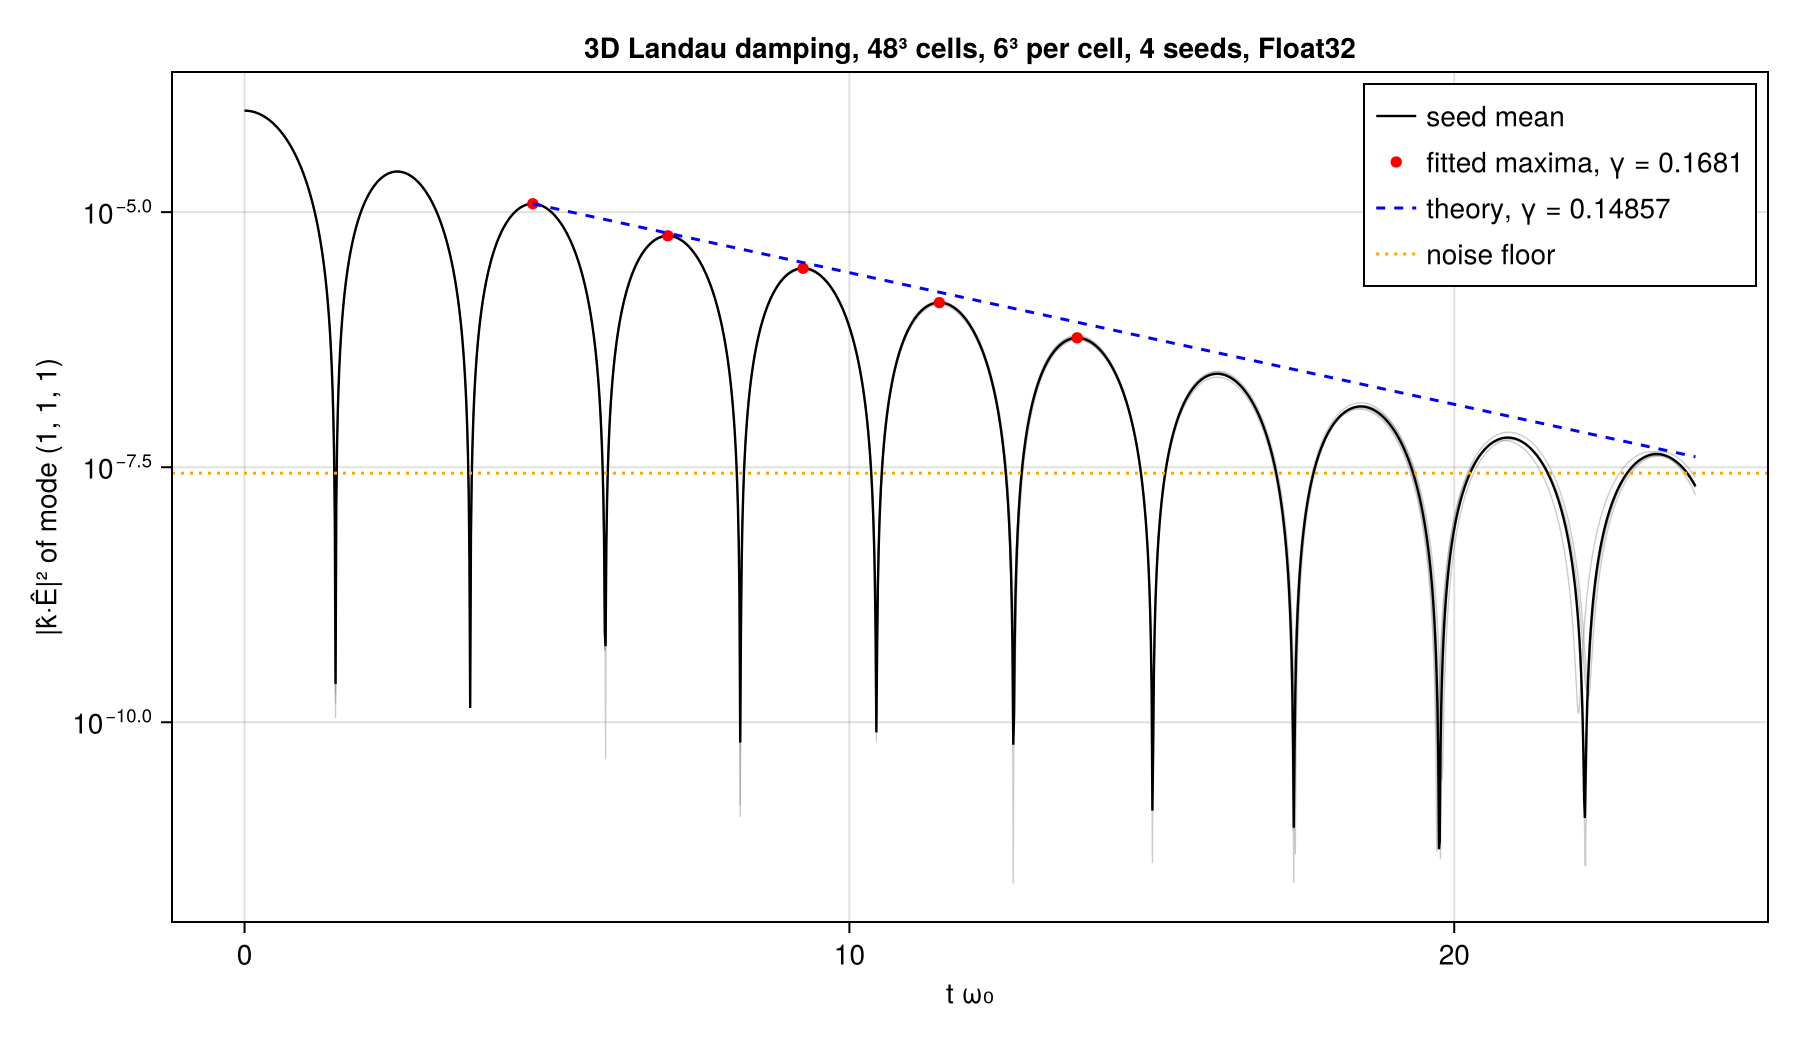 3D Landau damping, 48³ cells, 6³ per cell, 4 seeds, Float32
seed mean
fitted maxima, γ = 0.1681
theory, γ = 0.14857
noise floor
|k̂·Ê|² of mode (1, 1, 1)
10⁻⁵·⁰
10⁻⁷·⁵
10⁻¹⁰·⁰
0 10 20
t ω₀